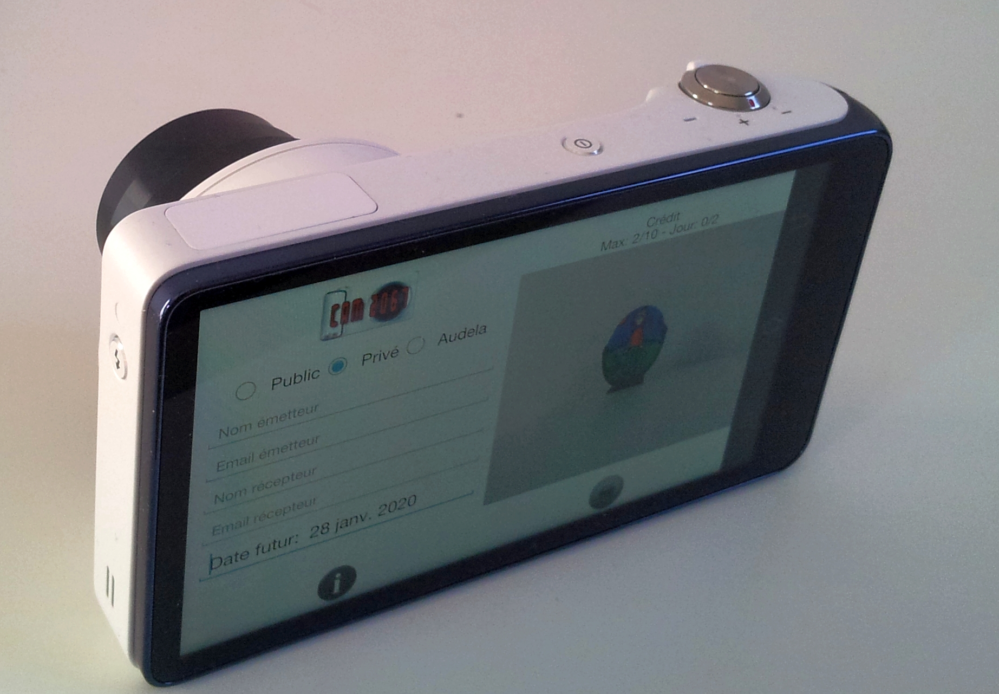 CAM 2067
Public Privé Audela
Nom émetteur
Email émetteur
Nom récepteur
Email récepteur
Date futur: 28 janv. 2020
i
Crédit
Max: 2/10 - Jour: 0/2